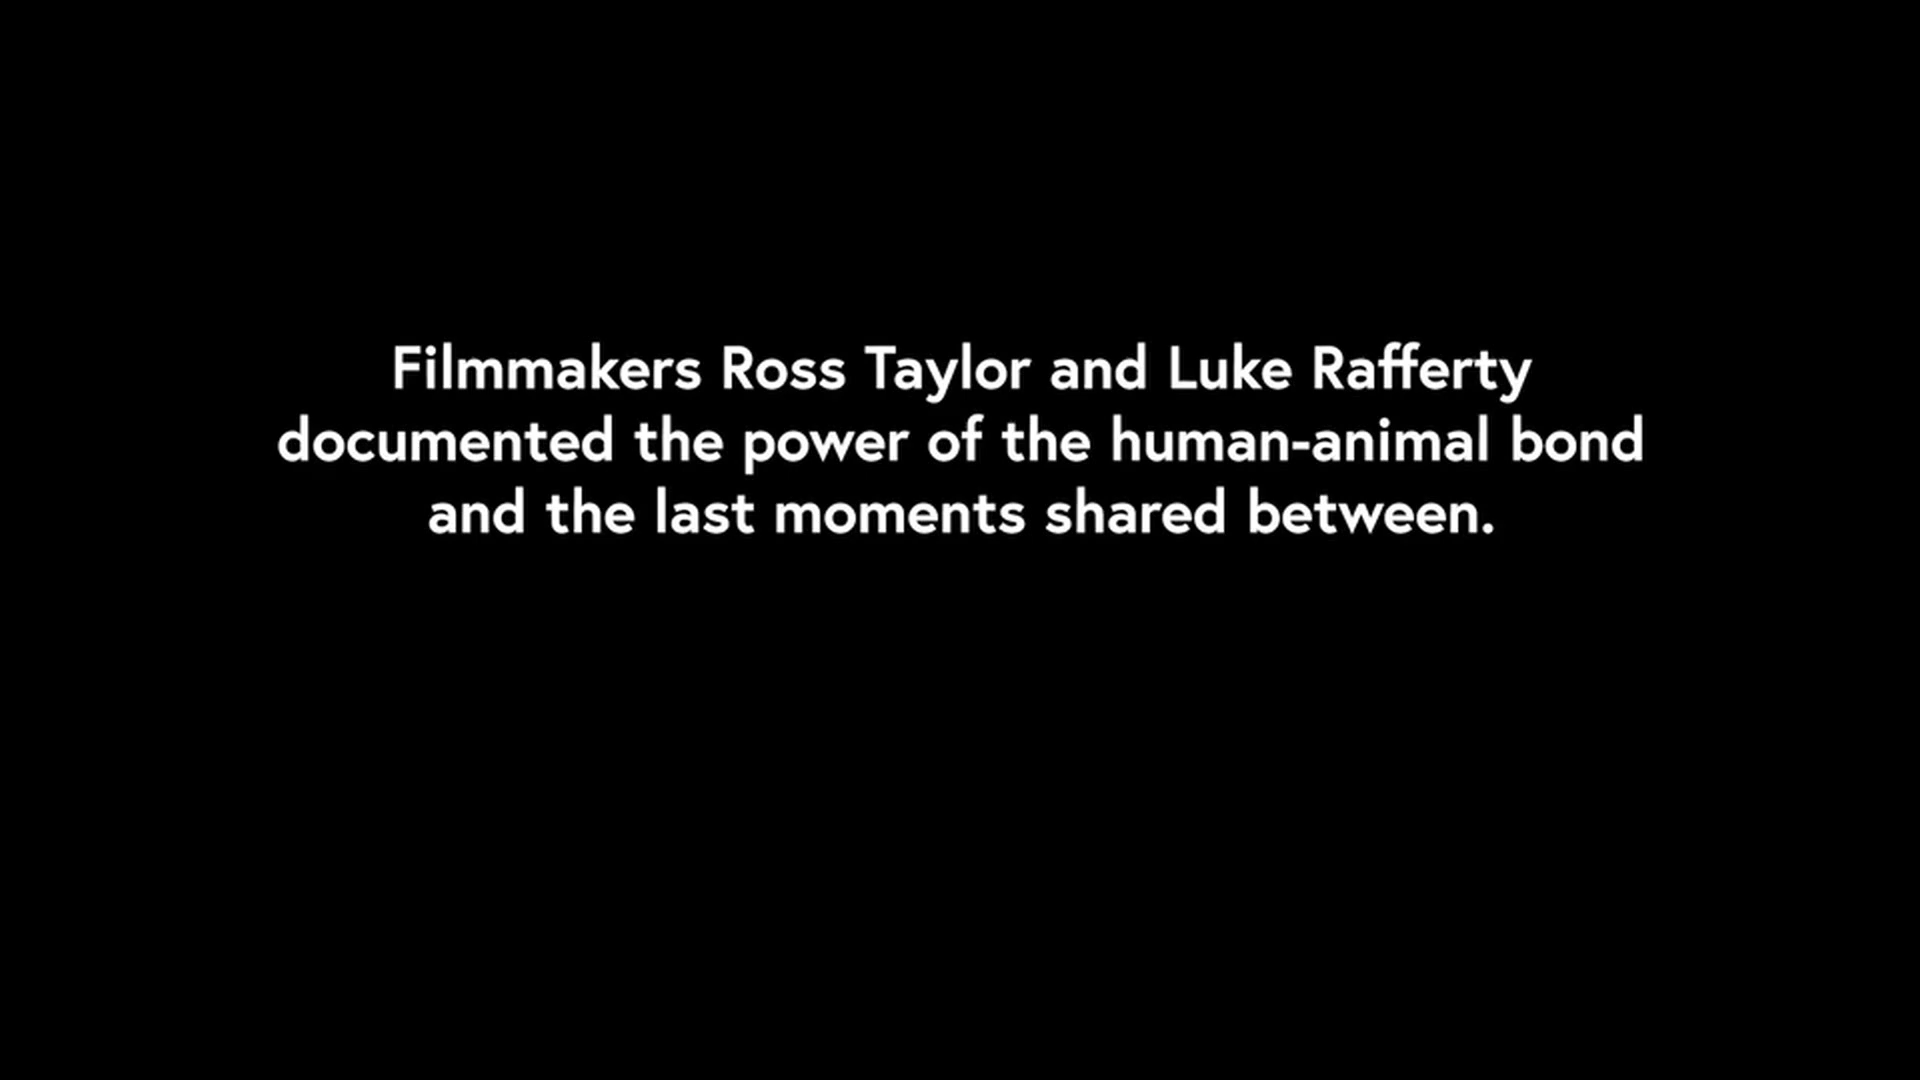 Filmmakers Ross Taylor and Luke Rafferty
documented the power of the human-animal bond
and the last moments shared between.